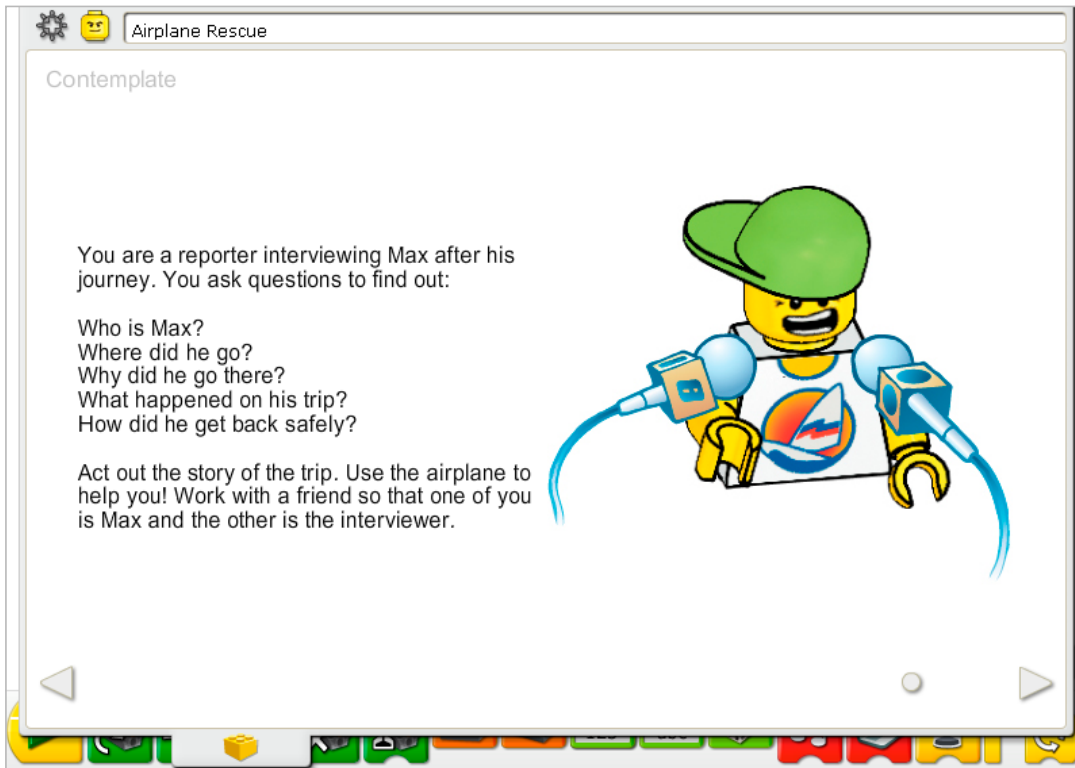 Airplane Rescue
Contemplate
You are a reporter interviewing Max after his
journey. You ask questions to find out:
Who is Max?
Where did he go?
Why did he go there?
What happened on his trip?
How did he get back safely?
Act out the story of the trip. Use the airplane to
help you! Work with a friend so that one of you
is Max and the other is the interviewer.